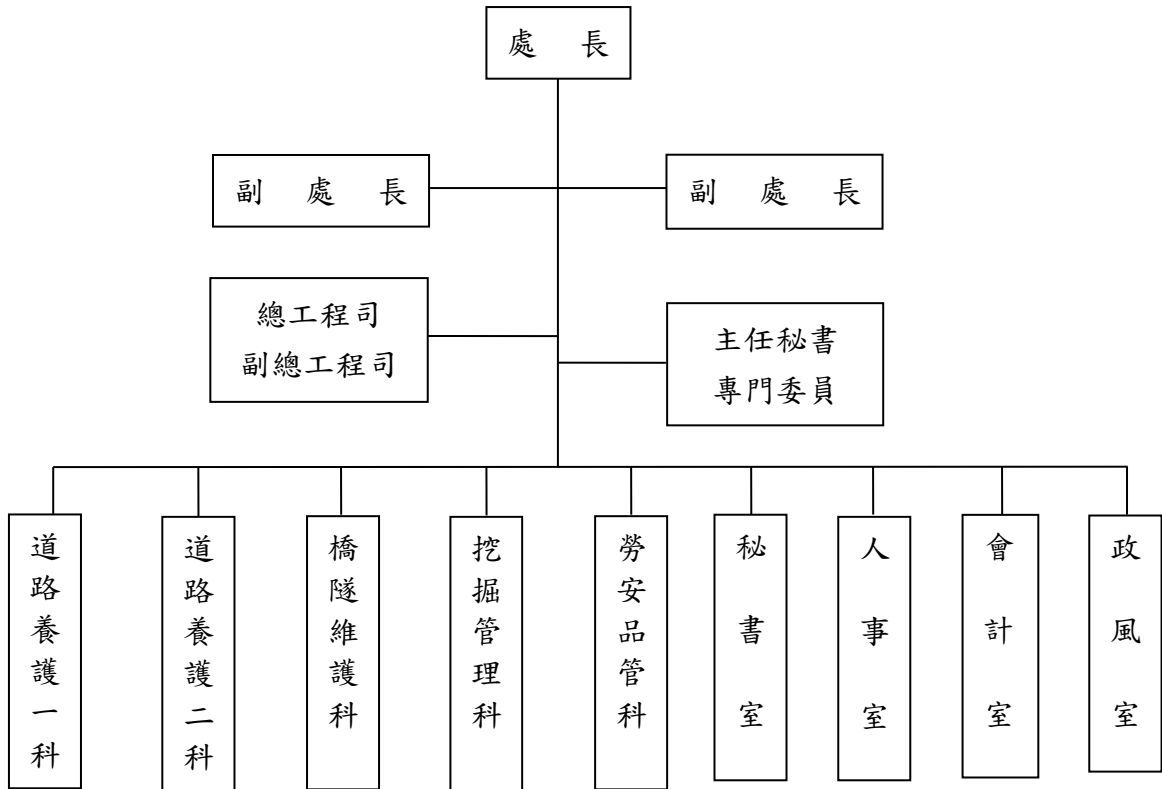 處 長
副 處 長
副 處 長
總工程司
副總工程司
主任秘書
專門委員
道路養護一科
道路養護二科
橋隧維護科
挖掘管理科
勞安品管科
秘書室
人事室
會計室
政風室